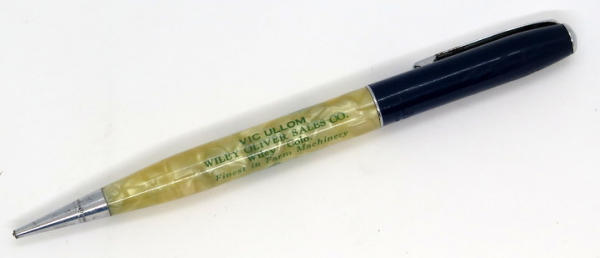 VIC ULLOM
WILEY OLIVER SALES CO.
Wiley, Colo.
Finest in Farm Machinery